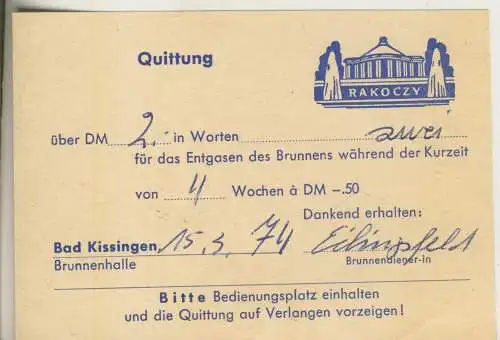 Quittung
RAKOCZY
über DM 2.- in Worten zwei
für das Entgasen des Brunnens während der Kurzeit
von 4 Wochen à DM –.50
Dankend erhalten:
Bad Kissingen, 15.3.74
Brunnenhalle Brunnendiener-in
Bitte Bedienungsplatz einhalten
und die Quittung auf Verlangen vorzeigen!